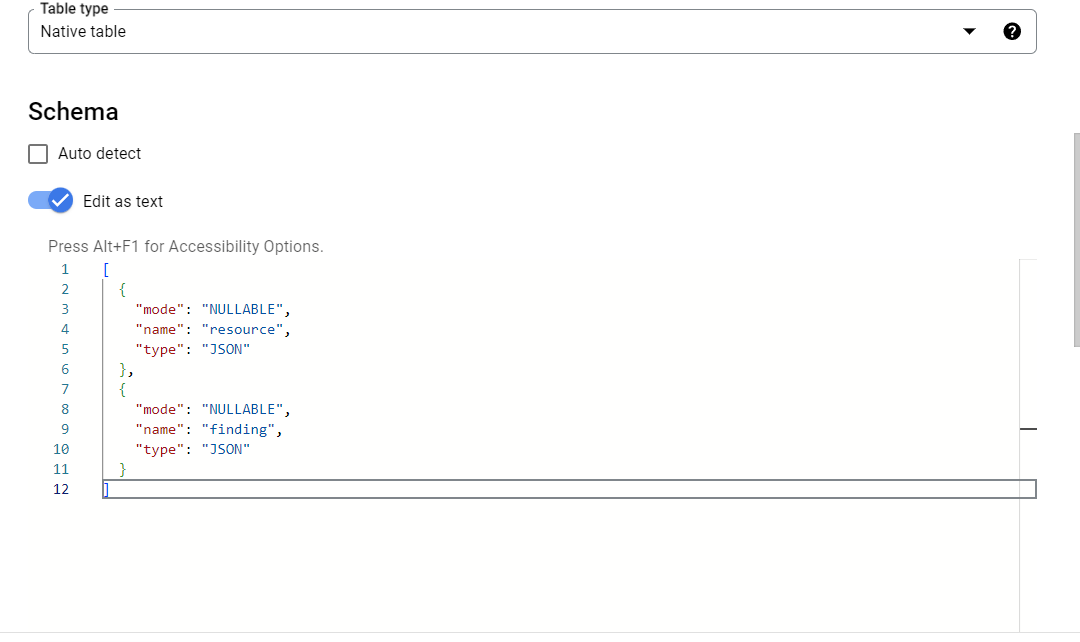 Table type
Native table
Schema
Auto detect
Edit as text
Press Alt+F1 for Accessibility Options.
1 [
2 {
3 "mode": "NULLABLE",
4 "name": "resource",
5 "type": "JSON"
6 },
7 {
8 "mode": "NULLABLE",
9 "name": "finding",
10 "type": "JSON"
11 }
12 ]